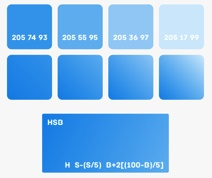 205 74 93
205 55 95
205 36 97
205 17 99
HSB
H S-(S/5) B+2[(100-B)/5]